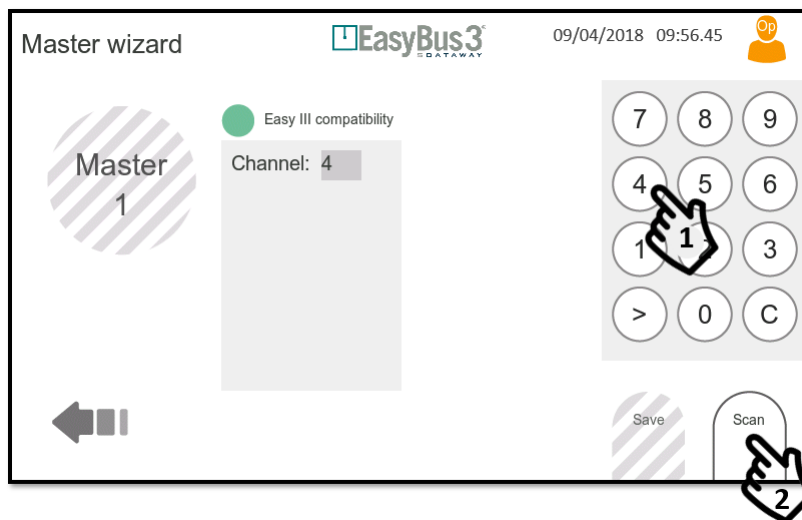 Master wizard
EasyBus3
DATAWAY
09/04/2018 09:56.45
Op
Easy III compatibility
Master
1
Channel: 4
7 8 9
4 5 6
1 3
> 0 C
1
Save
Scan
2